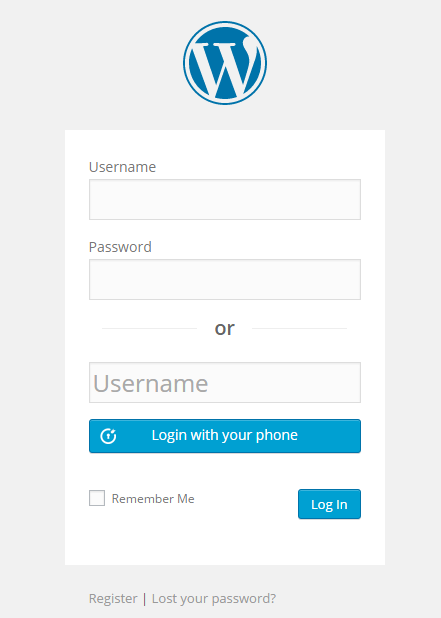 Username
Password
or
Username
Login with your phone
Remember Me
Log In
Register | Lost your password?